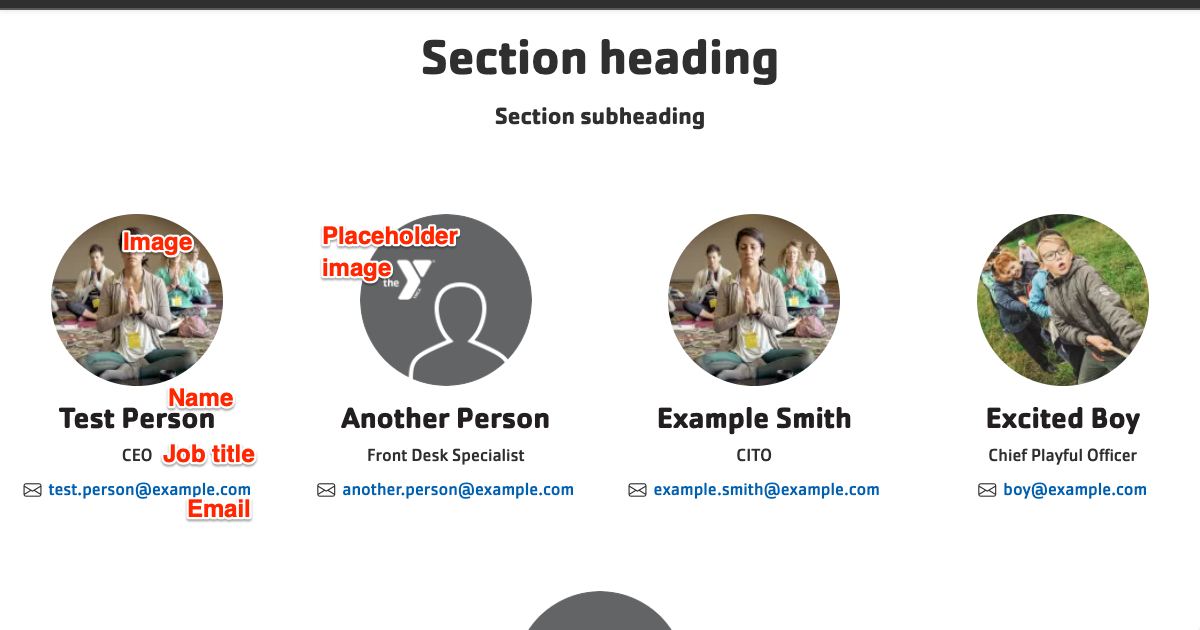 Section heading
Section subheading
Image
Placeholder
image
the
Name
Test Person
Another Person
Example Smith
Excited Boy
CEO
Job title
Front Desk Specialist
CITO
Chief Playful Officer
test.person@example.com
another.person@example.com
example.smith@example.com
boy@example.com
Email